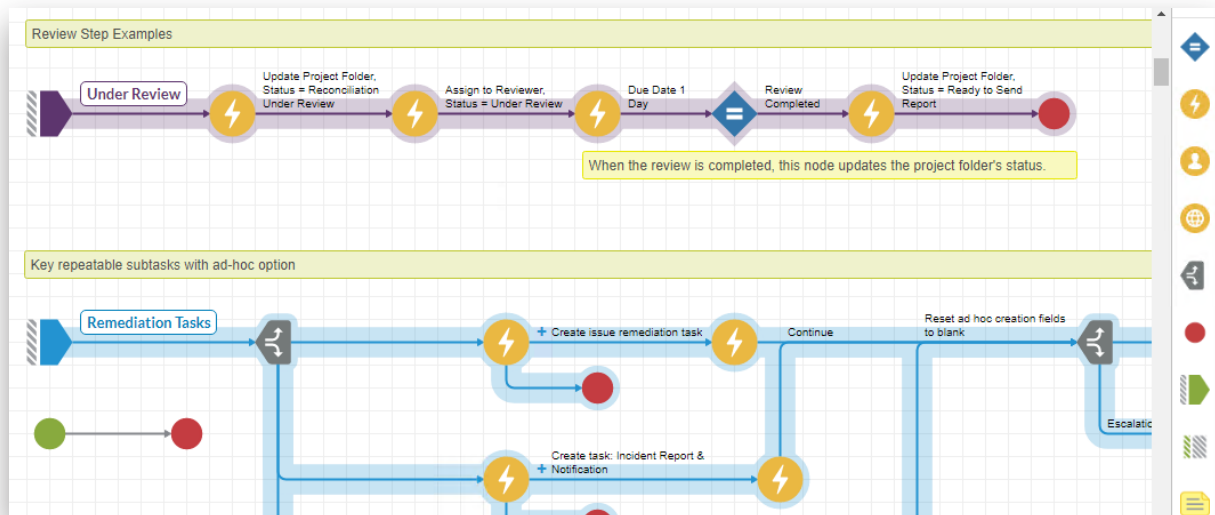 Review Step Examples
Under Review
Update Project Folder,
Status = Reconciliation
Under Review
Assign to Reviewer,
Status = Under Review
Due Date 1
Day
Review
Completed
Update Project Folder,
Status = Ready to Send
Report
When the review is completed, this node updates the project folder's status.
Key repeatable subtasks with ad-hoc option
Remediation Tasks
+ Create issue remediation task
Continue
Reset ad hoc creation fields
to blank
Create task: Incident Report &
+ Notification